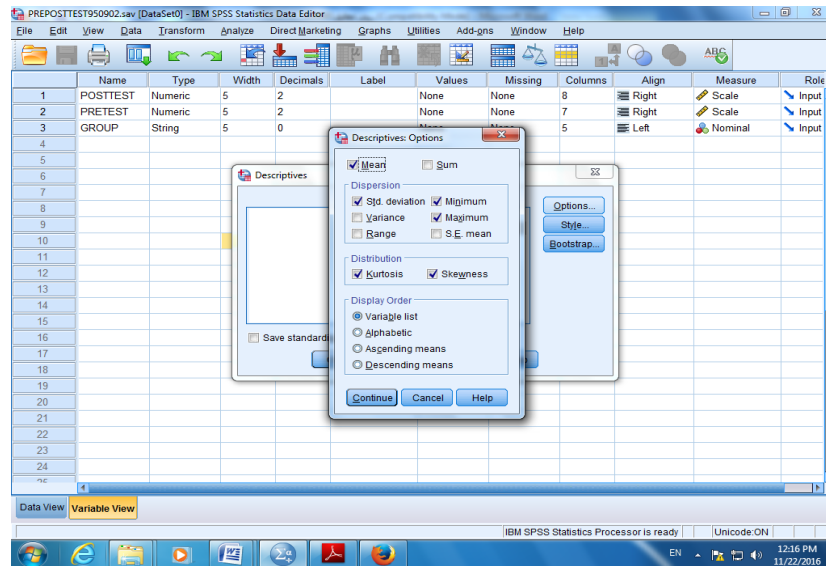 PREPOSTTEST950902.sav [DataSet0] - IBM SPSS Statistics Data Editor
File Edit View Data Transform Analyze Direct Marketing Graphs Utilities Add-ons Window Help
Name Type Width Decimals Label Values Missing Columns Align Measure Role
1 POSTTEST Numeric 5 2 None None 8 Right Scale Input
2 PRETEST Numeric 5 2 None None 7 Right Scale Input
3 GROUP String 5 0 5 Left Nominal Input
4
5
6
7
8
9
10
11
12
13
14
15
16
17
18
19
20
21
22
23
24
25
Descriptives
Options...
Style...
Bootstrap...
Save standardi
Descriptives: Options
Mean Sum
Dispersion
Std. deviation Minimum
Variance Maximum
Range S.E. mean
Distribution
Kurtosis Skewness
Display Order
Variable list
Alphabetic
Ascending means
Descending means
Continue Cancel Help
Data View Variable View
IBM SPSS Statistics Processor is ready Unicode:ON
EN 12:16 PM
11/22/2016